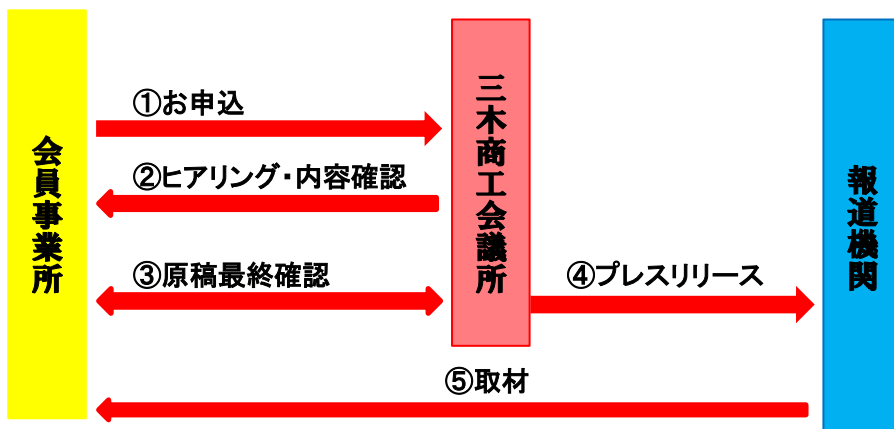 会員事業所
①お申込
②ヒアリング・内容確認
③原稿最終確認
三木商工会議所
④プレスリリース
⑤取材
報道機関